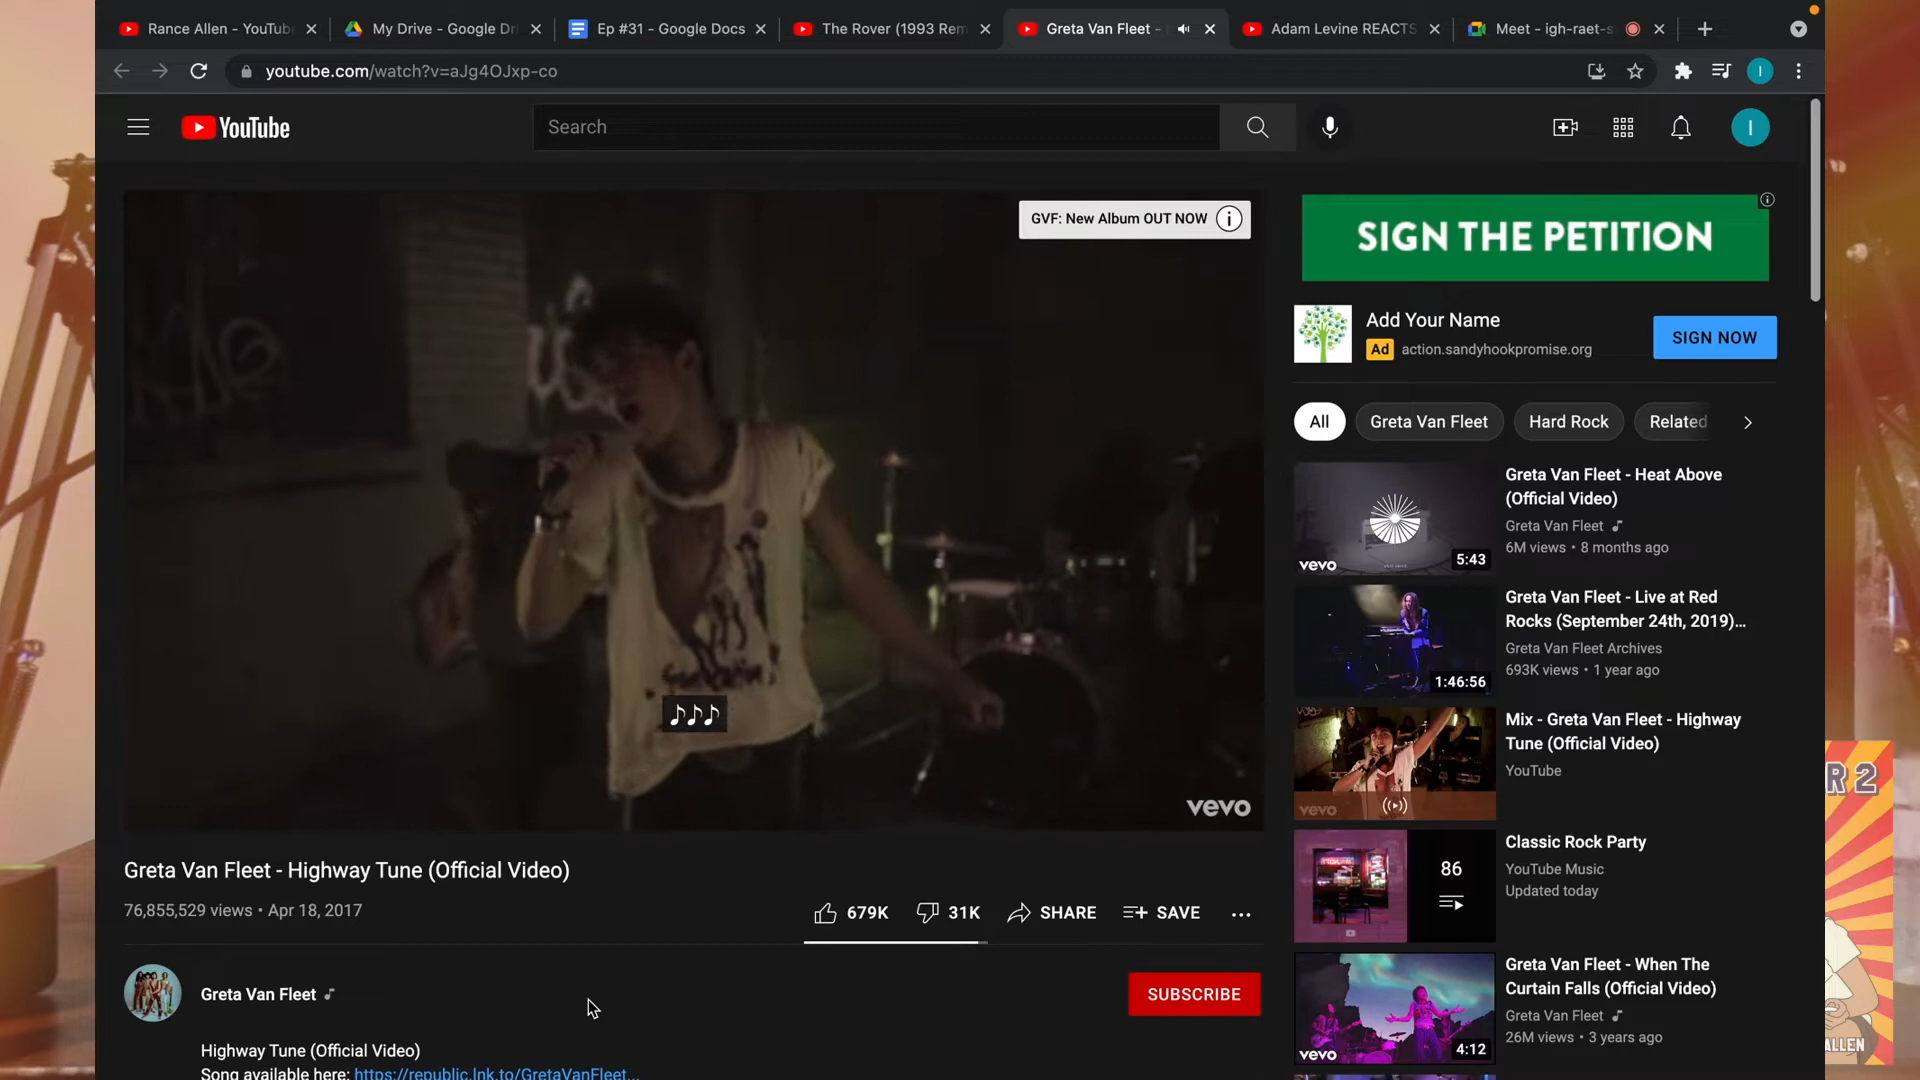 Rance Allen - YouTub
My Drive - Google Dr
Ep #31 - Google Docs
The Rover (1993 Rem
Greta Van Fleet -
Adam Levine REACTS
Meet - igh-raet-s
youtube.com/watch?v=aJg4OJxp-co
I
YouTube
Search
I
GVF: New Album OUT NOW
SIGN THE PETITION
Add Your Name
Ad action.sandyhookpromise.org
SIGN NOW
All
Greta Van Fleet
Hard Rock
Related
Greta Van Fleet - Heat Above
(Official Video)
Greta Van Fleet
6M views • 8 months ago
vevo
5:43
Greta Van Fleet - Live at Red
Rocks (September 24th, 2019)...
Greta Van Fleet Archives
693K views • 1 year ago
1:46:56
♪♪♪
vevo
Mix - Greta Van Fleet - Highway
Tune (Official Video)
YouTube
vevo
R 2
Classic Rock Party
YouTube Music
Updated today
86
Greta Van Fleet - Highway Tune (Official Video)
76,855,529 views • Apr 18, 2017
679K
31K
SHARE
SAVE
Greta Van Fleet
SUBSCRIBE
Greta Van Fleet - When The
Curtain Falls (Official Video)
Greta Van Fleet
26M views • 3 years ago
vevo
4:12
ALLEN
Highway Tune (Official Video)
Song available here: https://republic.lnk.to/GretaVanFleet...